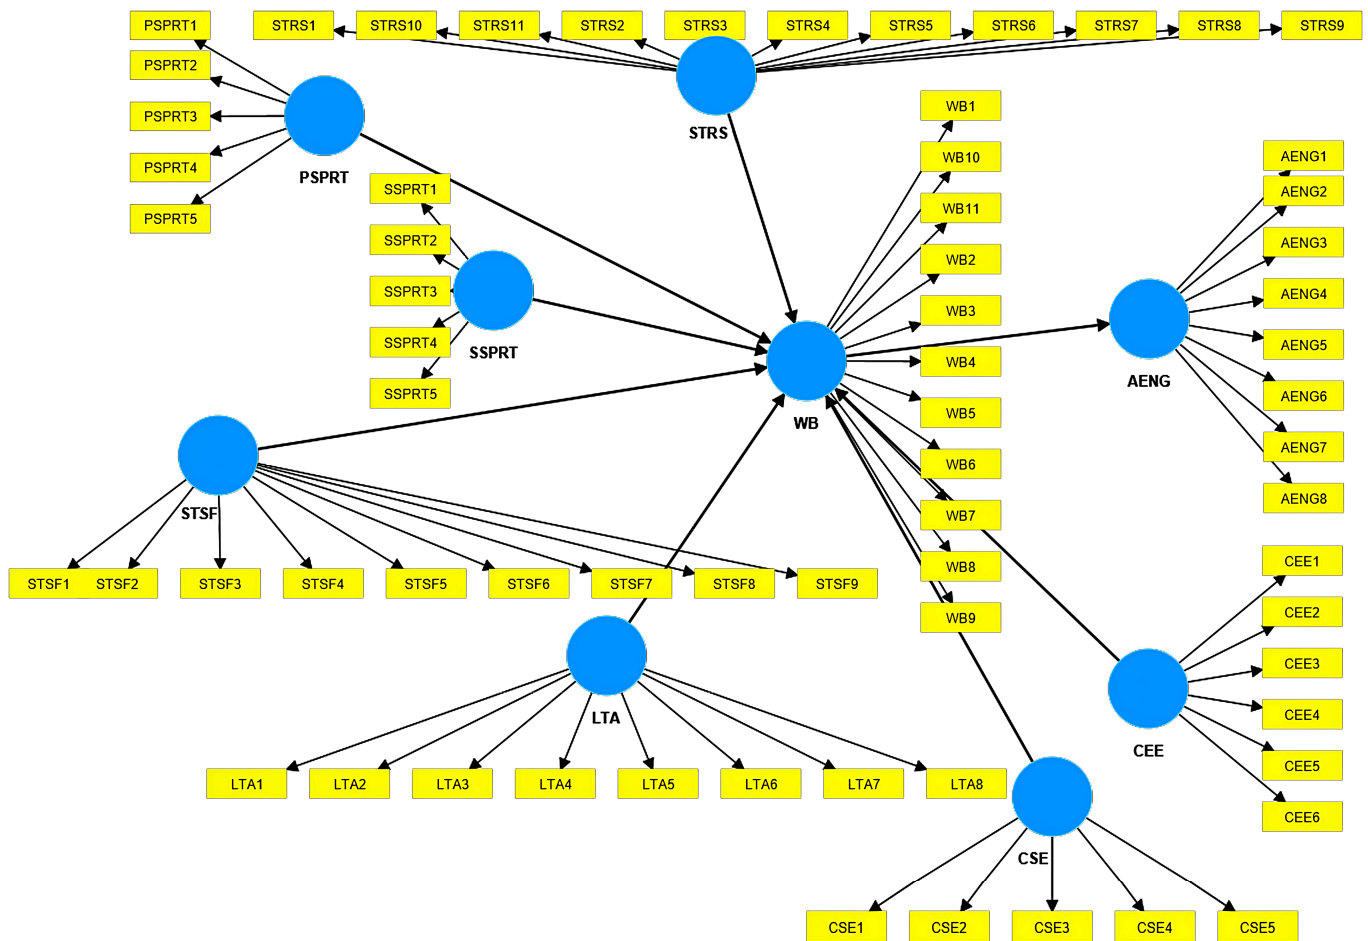 PSPRT1
STRS1
STRS10
STRS11
STRS2
STRS3
STRS4
STRS5
STRS6
STRS7
STRS8
STRS9
PSPRT2
PSPRT3
PSPRT4
PSPRT5
PSPRT
STRS
SSPRT1
SSPRT2
SSPRT3
SSPRT4
SSPRT5
SSPRT
WB1
WB10
WB11
WB2
WB3
WB4
WB5
WB6
WB7
WB8
WB9
WB
AENG1
AENG2
AENG3
AENG4
AENG5
AENG6
AENG7
AENG8
AENG
STSF
STSF1
STSF2
STSF3
STSF4
STSF5
STSF6
STSF7
STSF8
STSF9
LTA
LTA1
LTA2
LTA3
LTA4
LTA5
LTA6
LTA7
LTA8
CEE1
CEE2
CEE3
CEE4
CEE5
CEE6
CEE
CSE
CSE1
CSE2
CSE3
CSE4
CSE5